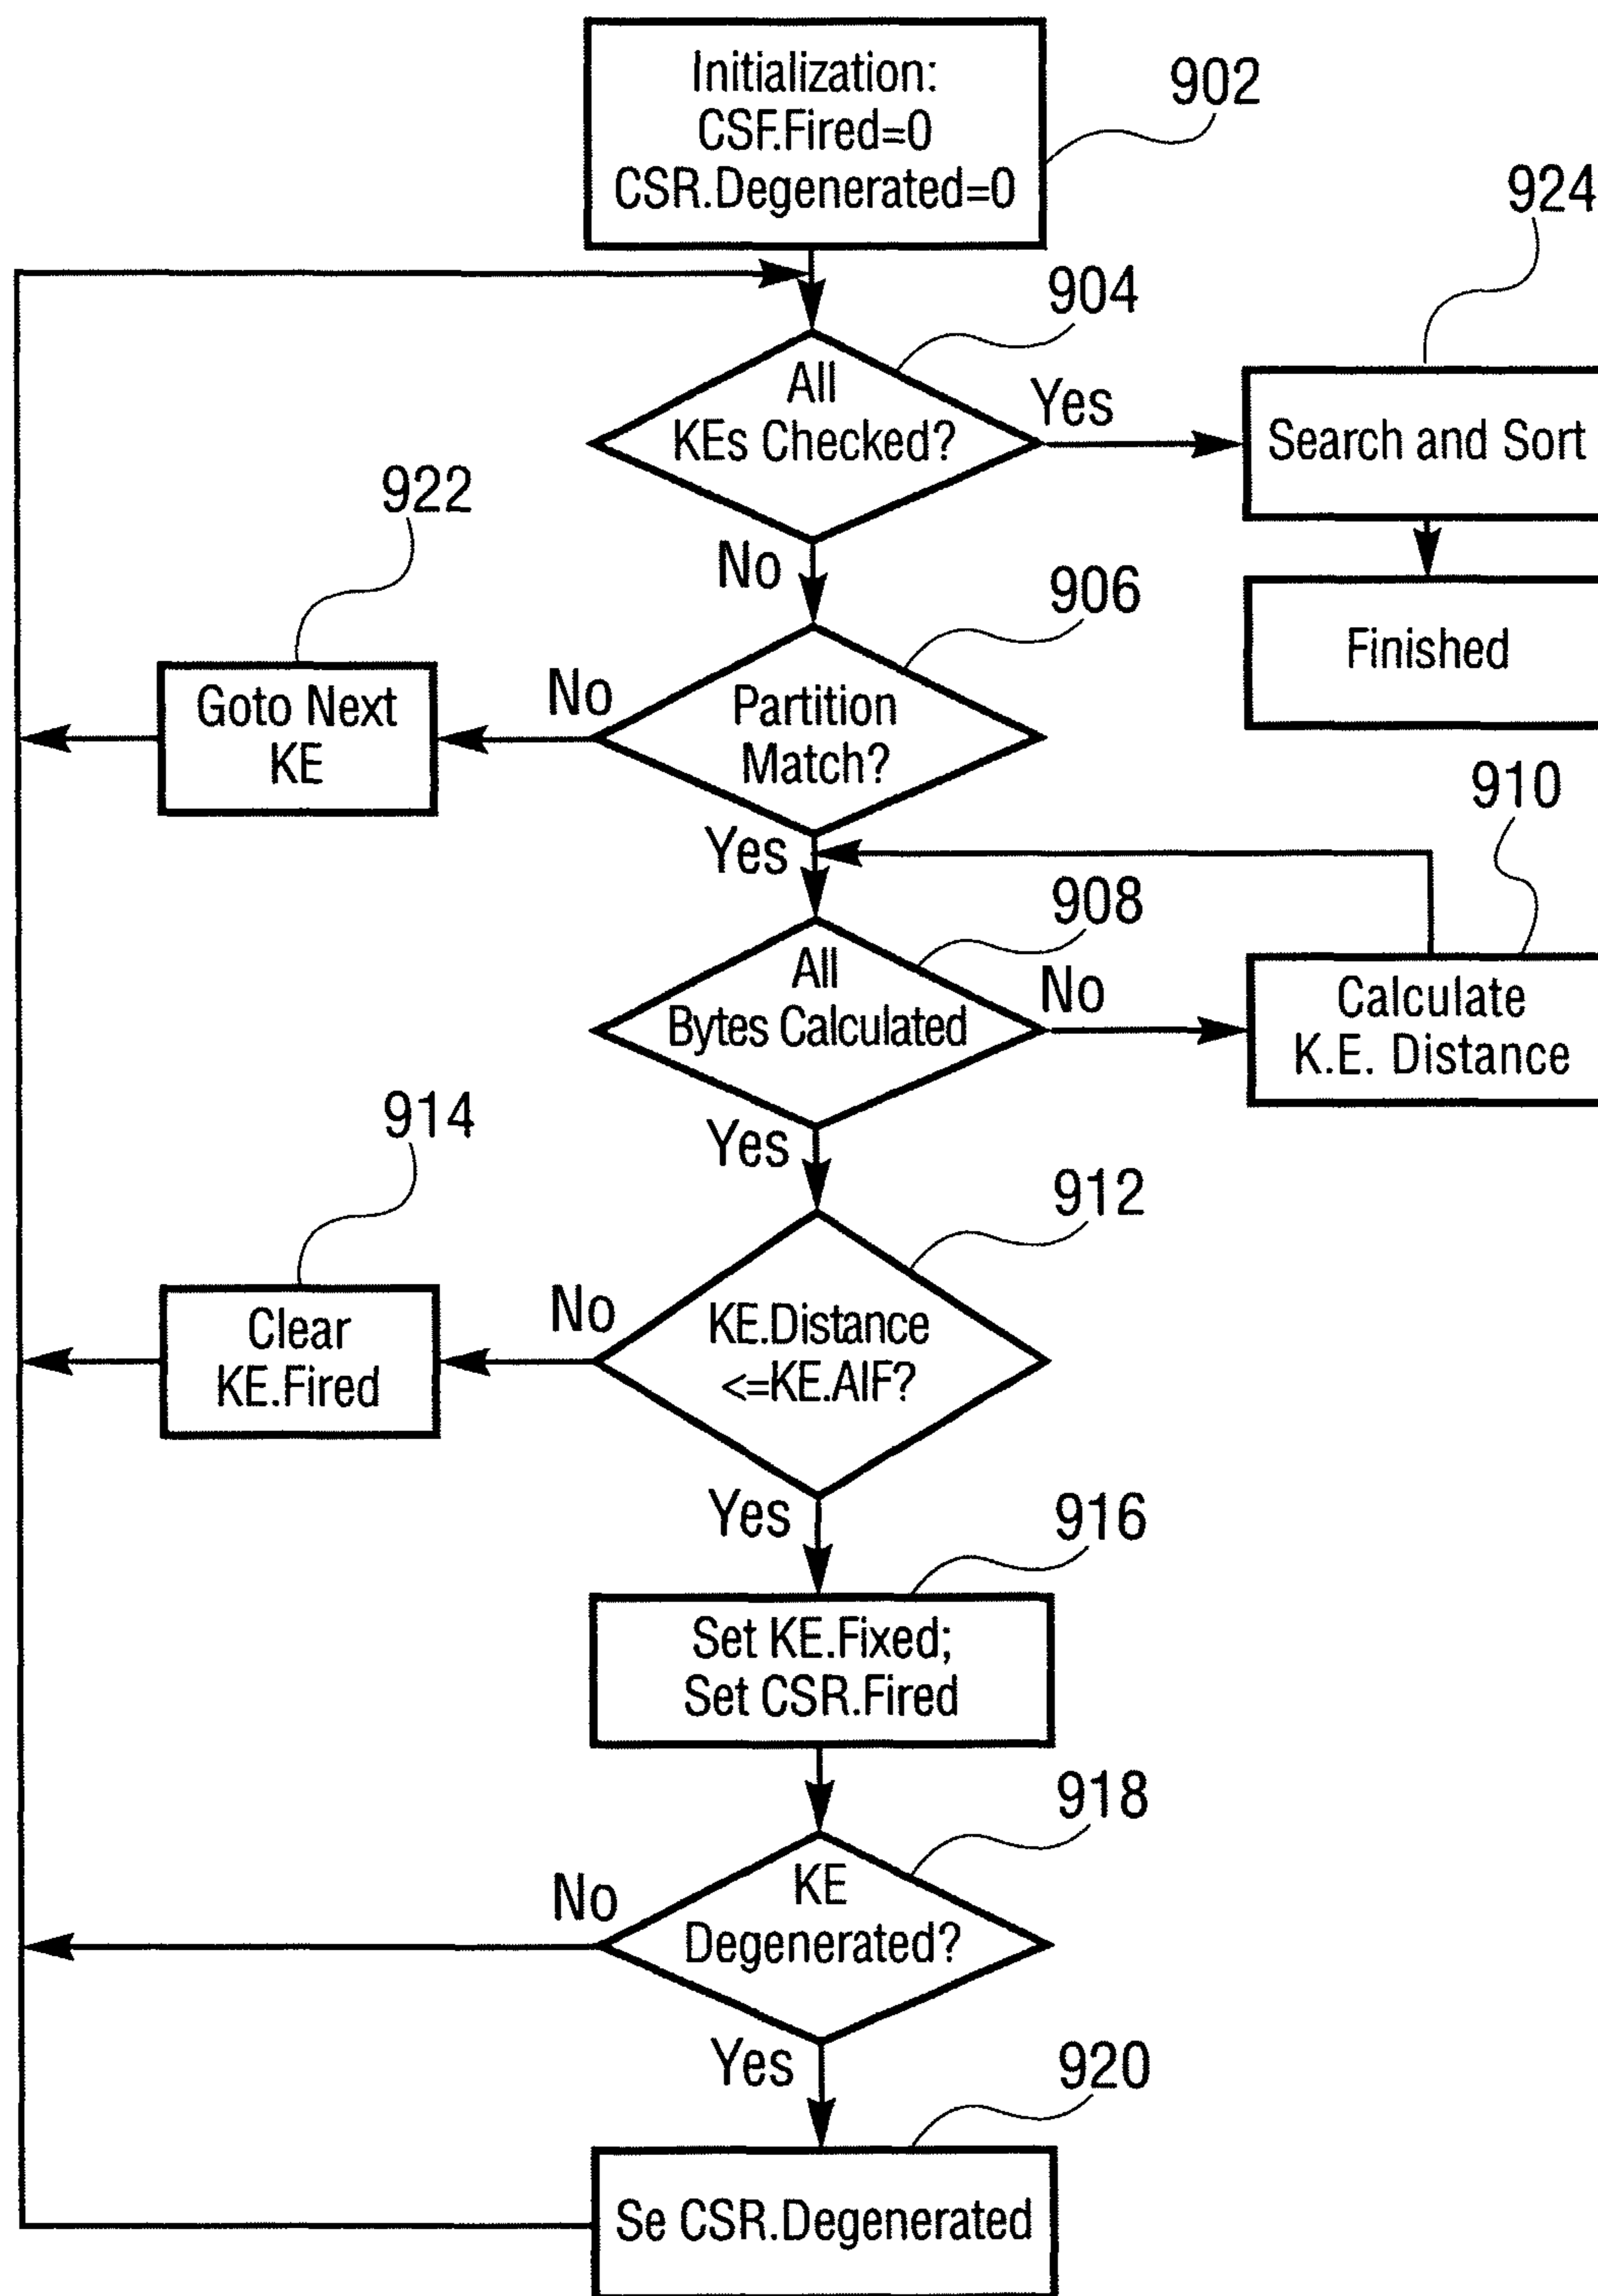 Initialization:
CSF.Fired=0
CSR.Degenerated=0
902
924
904
All
KEs Checked?
Yes
Search and Sort
922
No
906
Finished
Goto Next
KE
No
Partition
Match?
910
Yes
908
All
Bytes Calculated
No
Calculate
K.E. Distance
914
Yes
912
Clear
KE.Fired
No
KE.Distance
<=KE.AIF?
Yes
916
Set KE.Fixed;
Set CSR.Fired
918
No
KE
Degenerated?
Yes
920
Se CSR.Degenerated